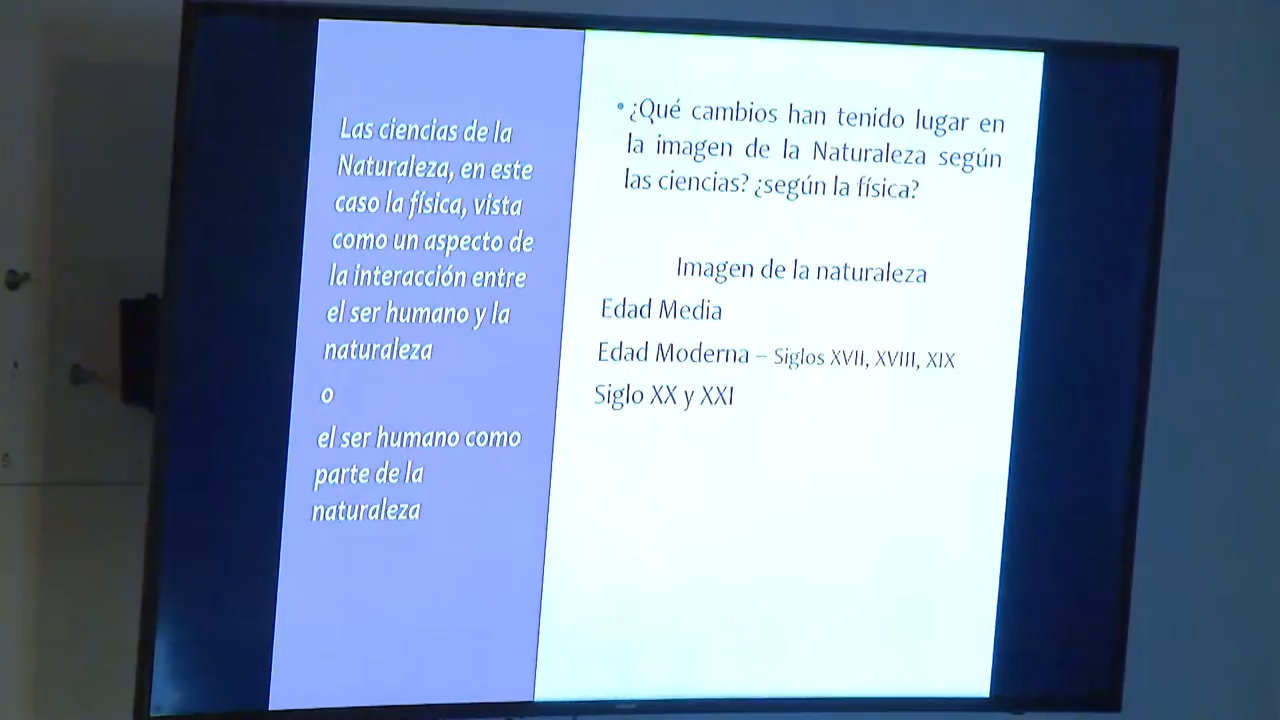 Las ciencias de la
Naturaleza, en este
caso la física, vista
como un aspecto de
la interacción entre
el ser humano y la
naturaleza
o
el ser humano como
parte de la
naturaleza
• ¿Qué cambios han tenido lugar en
la imagen de la Naturaleza según
las ciencias? ¿según la física?
Imagen de la naturaleza
Edad Media
Edad Moderna – Siglos XVII, XVIII, XIX
Siglo XX y XXI